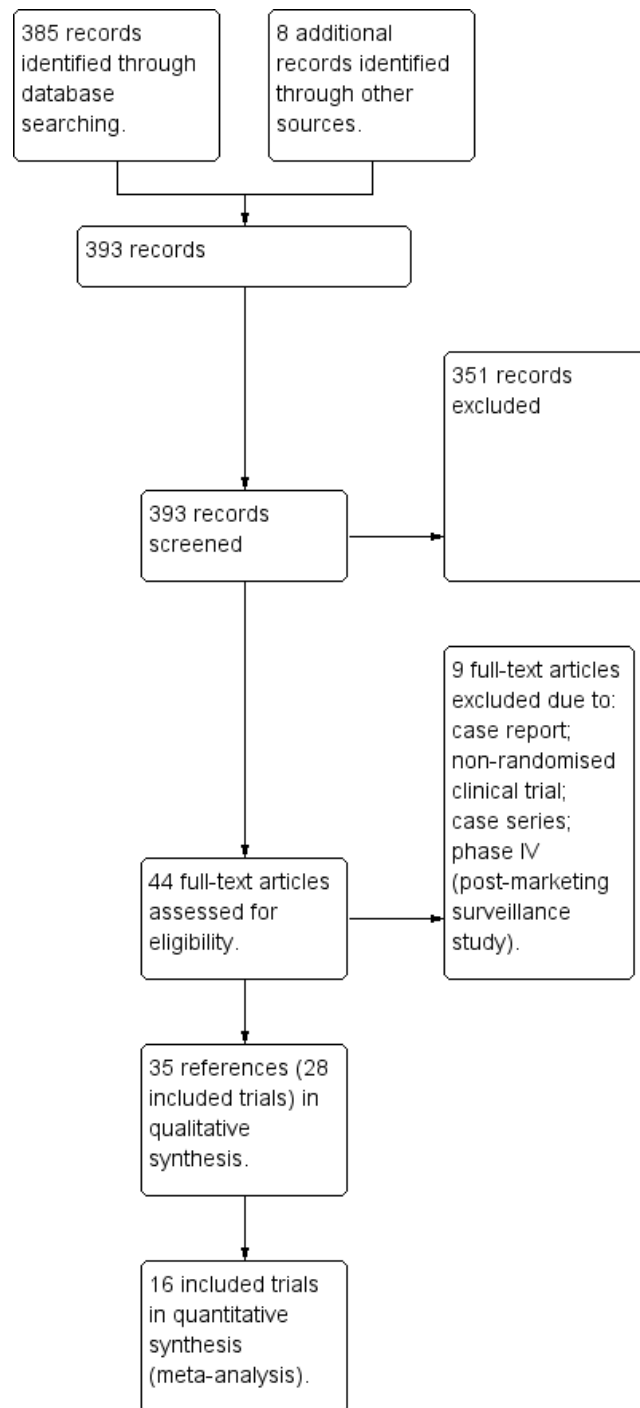 385 records
identified through
database
searching.
8 additional
records identified
through other
sources.
393 records
351 records
excluded
393 records
screened
9 full-text articles
excluded due to:
case report;
non-randomised
clinical trial;
case series;
phase IV
(post-marketing
surveillance
study).
44 full-text articles
assessed for
eligibility.
35 references (28
included trials) in
qualitative
synthesis.
16 included trials
in quantitative
synthesis
(meta-analysis).